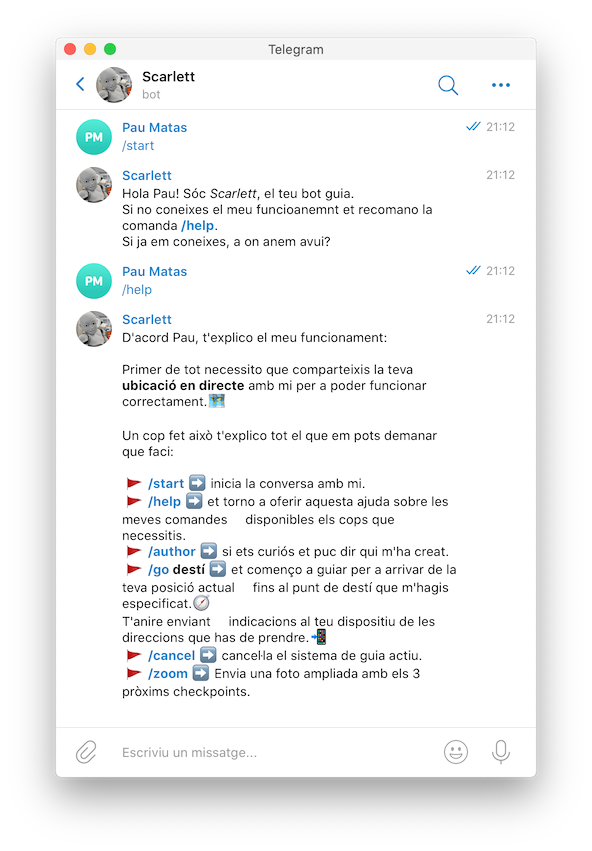 Telegram
Scarlett
bot
PM
Pau Matas
21:12
/start
Scarlett
21:12
Hola Pau! Sóc Scarlett, el teu bot guia.
Si no coneixes el meu funcioanemnt et recomano la
comanda /help.
Si ja em coneixes, a on anem avui?
PM
Pau Matas
21:12
/help
Scarlett
21:12
D'acord Pau, t'explico el meu funcionament:
Primer de tot necessito que comparteixis la teva
ubicació en directe amb mi per a poder funcionar
correctament.🗺️
Un cop fet això t'explico tot el que em pots demanar
que faci:
🚩 /start ➡️ inicia la conversa amb mi.
🚩 /help ➡️ et torno a oferir aquesta ajuda sobre les
meves comandes disponibles els cops que
necessitis.
🚩 /author ➡️ si ets curiós et puc dir qui m'ha creat.
🚩 /go destí ➡️ et començo a guiar per a arrivar de la
teva posició actual fins al punt de destí que m'hagis
especificat.🧭
T'anire enviant indicacions al teu dispositiu de les
direccions que has de prendre.📲
🚩 /cancel ➡️ cancel·la el sistema de guia actiu.
🚩 /zoom ➡️ Envia una foto ampliada amb els 3
pròxims checkpoints.
Escriviu un missatge...